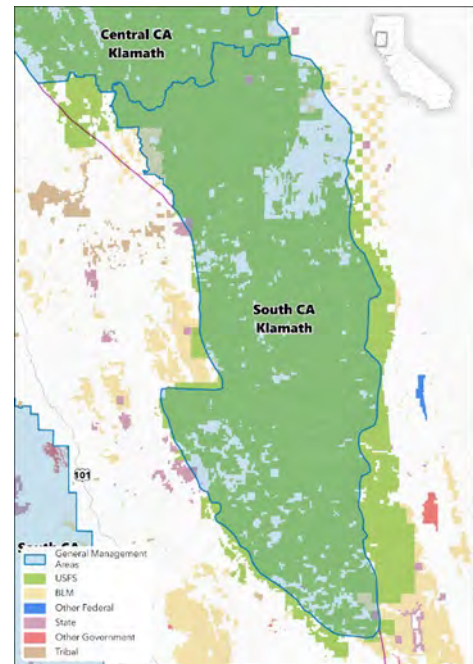 Central CA
Klamath
South CA
Klamath
101
South CA
General Management
Areas
USFS
BLM
Other Federal
State
Other Government
Tribal